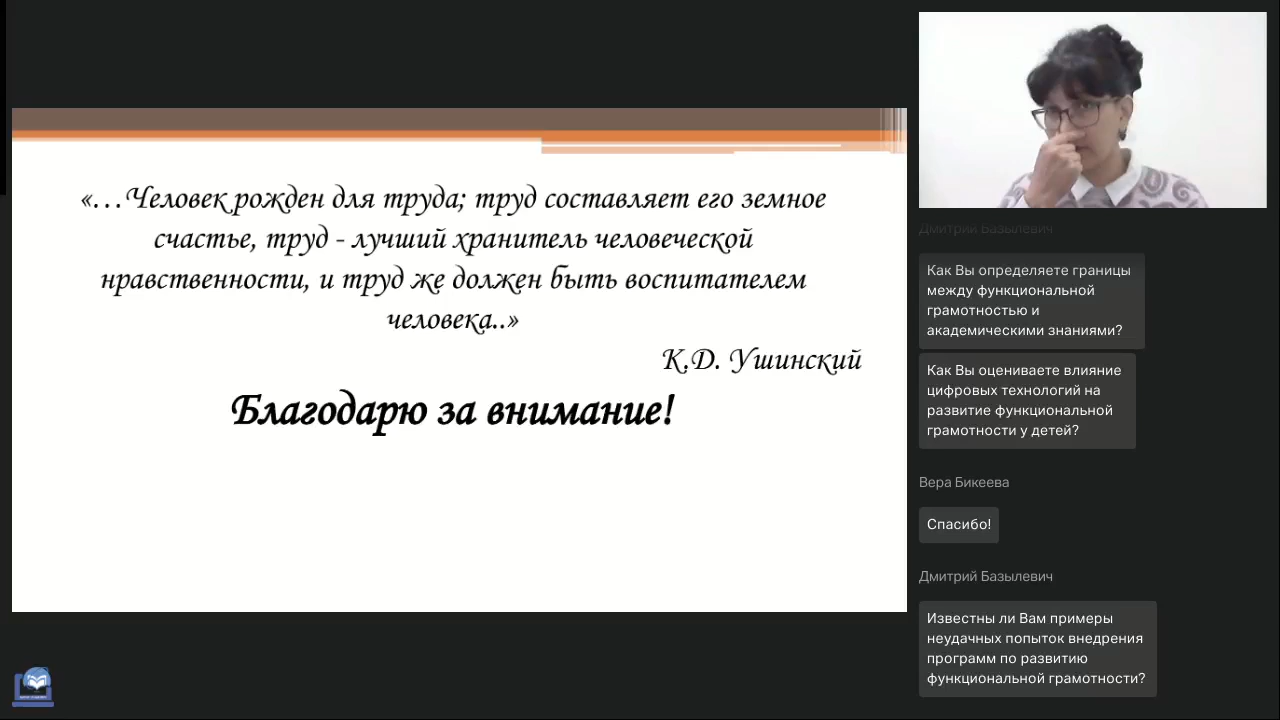 «…Человек рожден для труда; труд составляет его земное
счастье, труд - лучший хранитель человеческой
нравственности, и труд же должен быть воспитателем
человека..»
К.Д. Ушинский
Благодарю за внимание!
Дмитрий Базылевич
Как Вы определяете границы
между функциональной
грамотностью и
академическими знаниями?
Как Вы оцениваете влияние
цифровых технологий на
развитие функциональной
грамотности у детей?
Вера Бикеева
Спасибо!
Дмитрий Базылевич
Известны ли Вам примеры
неудачных попыток внедрения
программ по развитию
функциональной грамотности?